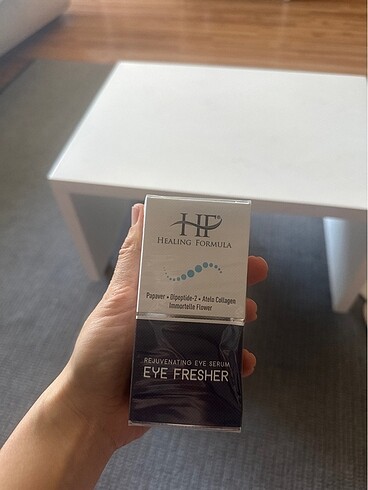 HF®
HEALING FORMULA
Papaver • Dipeptide-2 • Atelo Collagen
Immortelle Flower
REJUVENATING EYE SERUM
EYE FRESHER